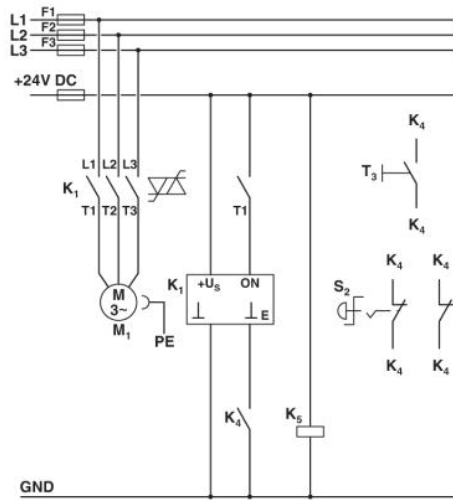 L1 F1
L2 F2
L3 F3
+24V DC
L1 L2 L3
K4
K1
T3
T1 T2 T3
T1
K4
K4 K4
K1 +US ON
S2
M
3~
E
M1
PE
K4 K4
K4 K5
GND